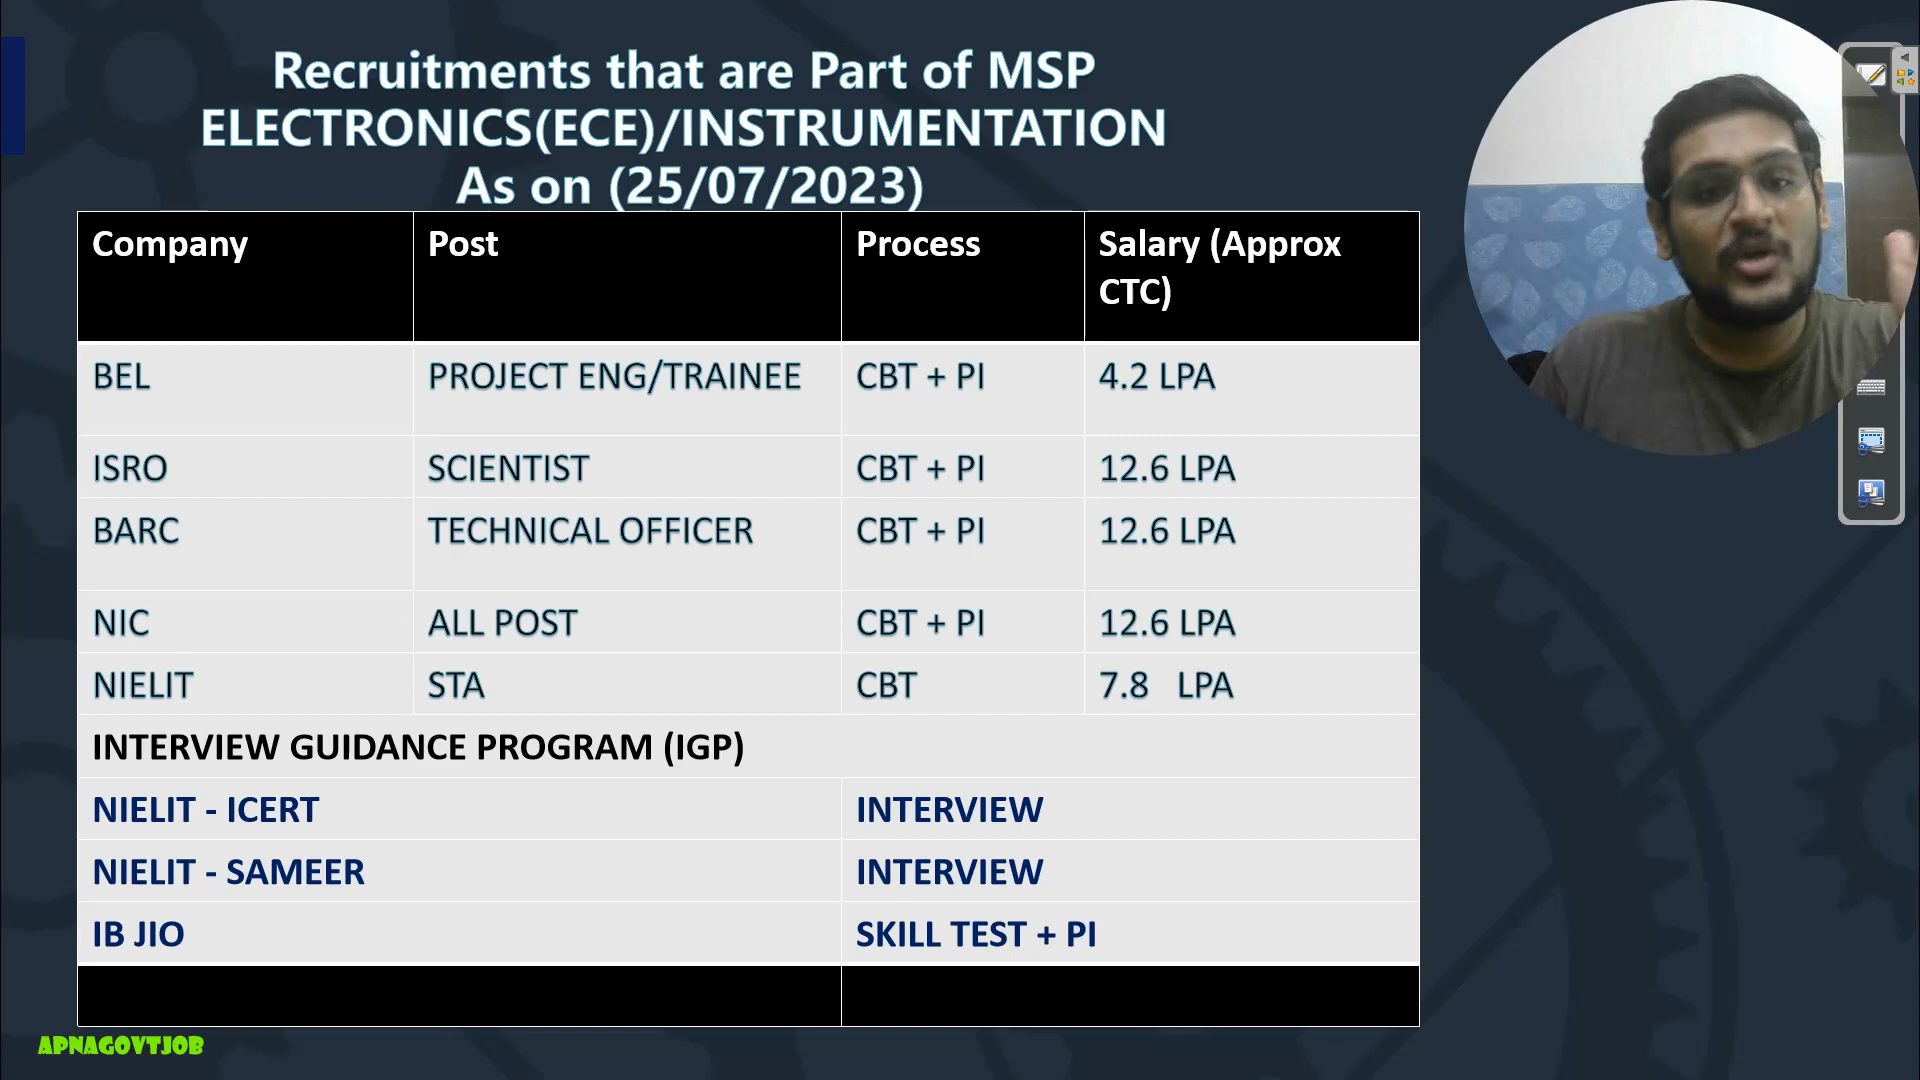 Recruitments that are Part of MSP
ELECTRONICS(ECE)/INSTRUMENTATION
As on (25/07/2023)
Company Post Process Salary (Approx CTC)
BEL PROJECT ENG/TRAINEE CBT + PI 4.2 LPA
ISRO SCIENTIST CBT + PI 12.6 LPA
BARC TECHNICAL OFFICER CBT + PI 12.6 LPA
NIC ALL POST CBT + PI 12.6 LPA
NIELIT STA CBT 7.8 LPA
INTERVIEW GUIDANCE PROGRAM (IGP)
NIELIT - ICERT INTERVIEW
NIELIT - SAMEER INTERVIEW
IB JIO SKILL TEST + PI
APNAGOVTJOB